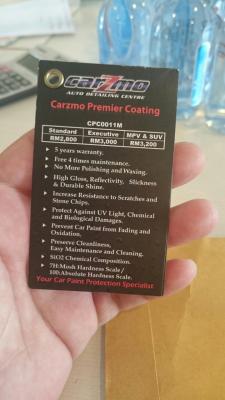 carZmo
AUTO DETAILING CENTRE
Carzmo Premier Coating
CPC0011M
Standard Executive MPV & SUV
RM2,800 RM3,000 RM3,200
5 years warranty.
Free 4 times maintenance.
No More Polishing and Waxing.
High Gloss, Reflectivity, Slickness
& Durable Shine.
Increase Resistance to Scratches and
Stone Chips.
Protect Against UV Light, Chemical
and Biological Damages.
Prevent Car Paint from Fading and
Oxidation.
Preserve Cleanliness,
Easy Maintenance and Cleaning.
SiO2 Chemical Composition.
7H:Mosh Hardness Scale /
100:Absolute Hardness Scale.
Your Car Paint Protection Specialist